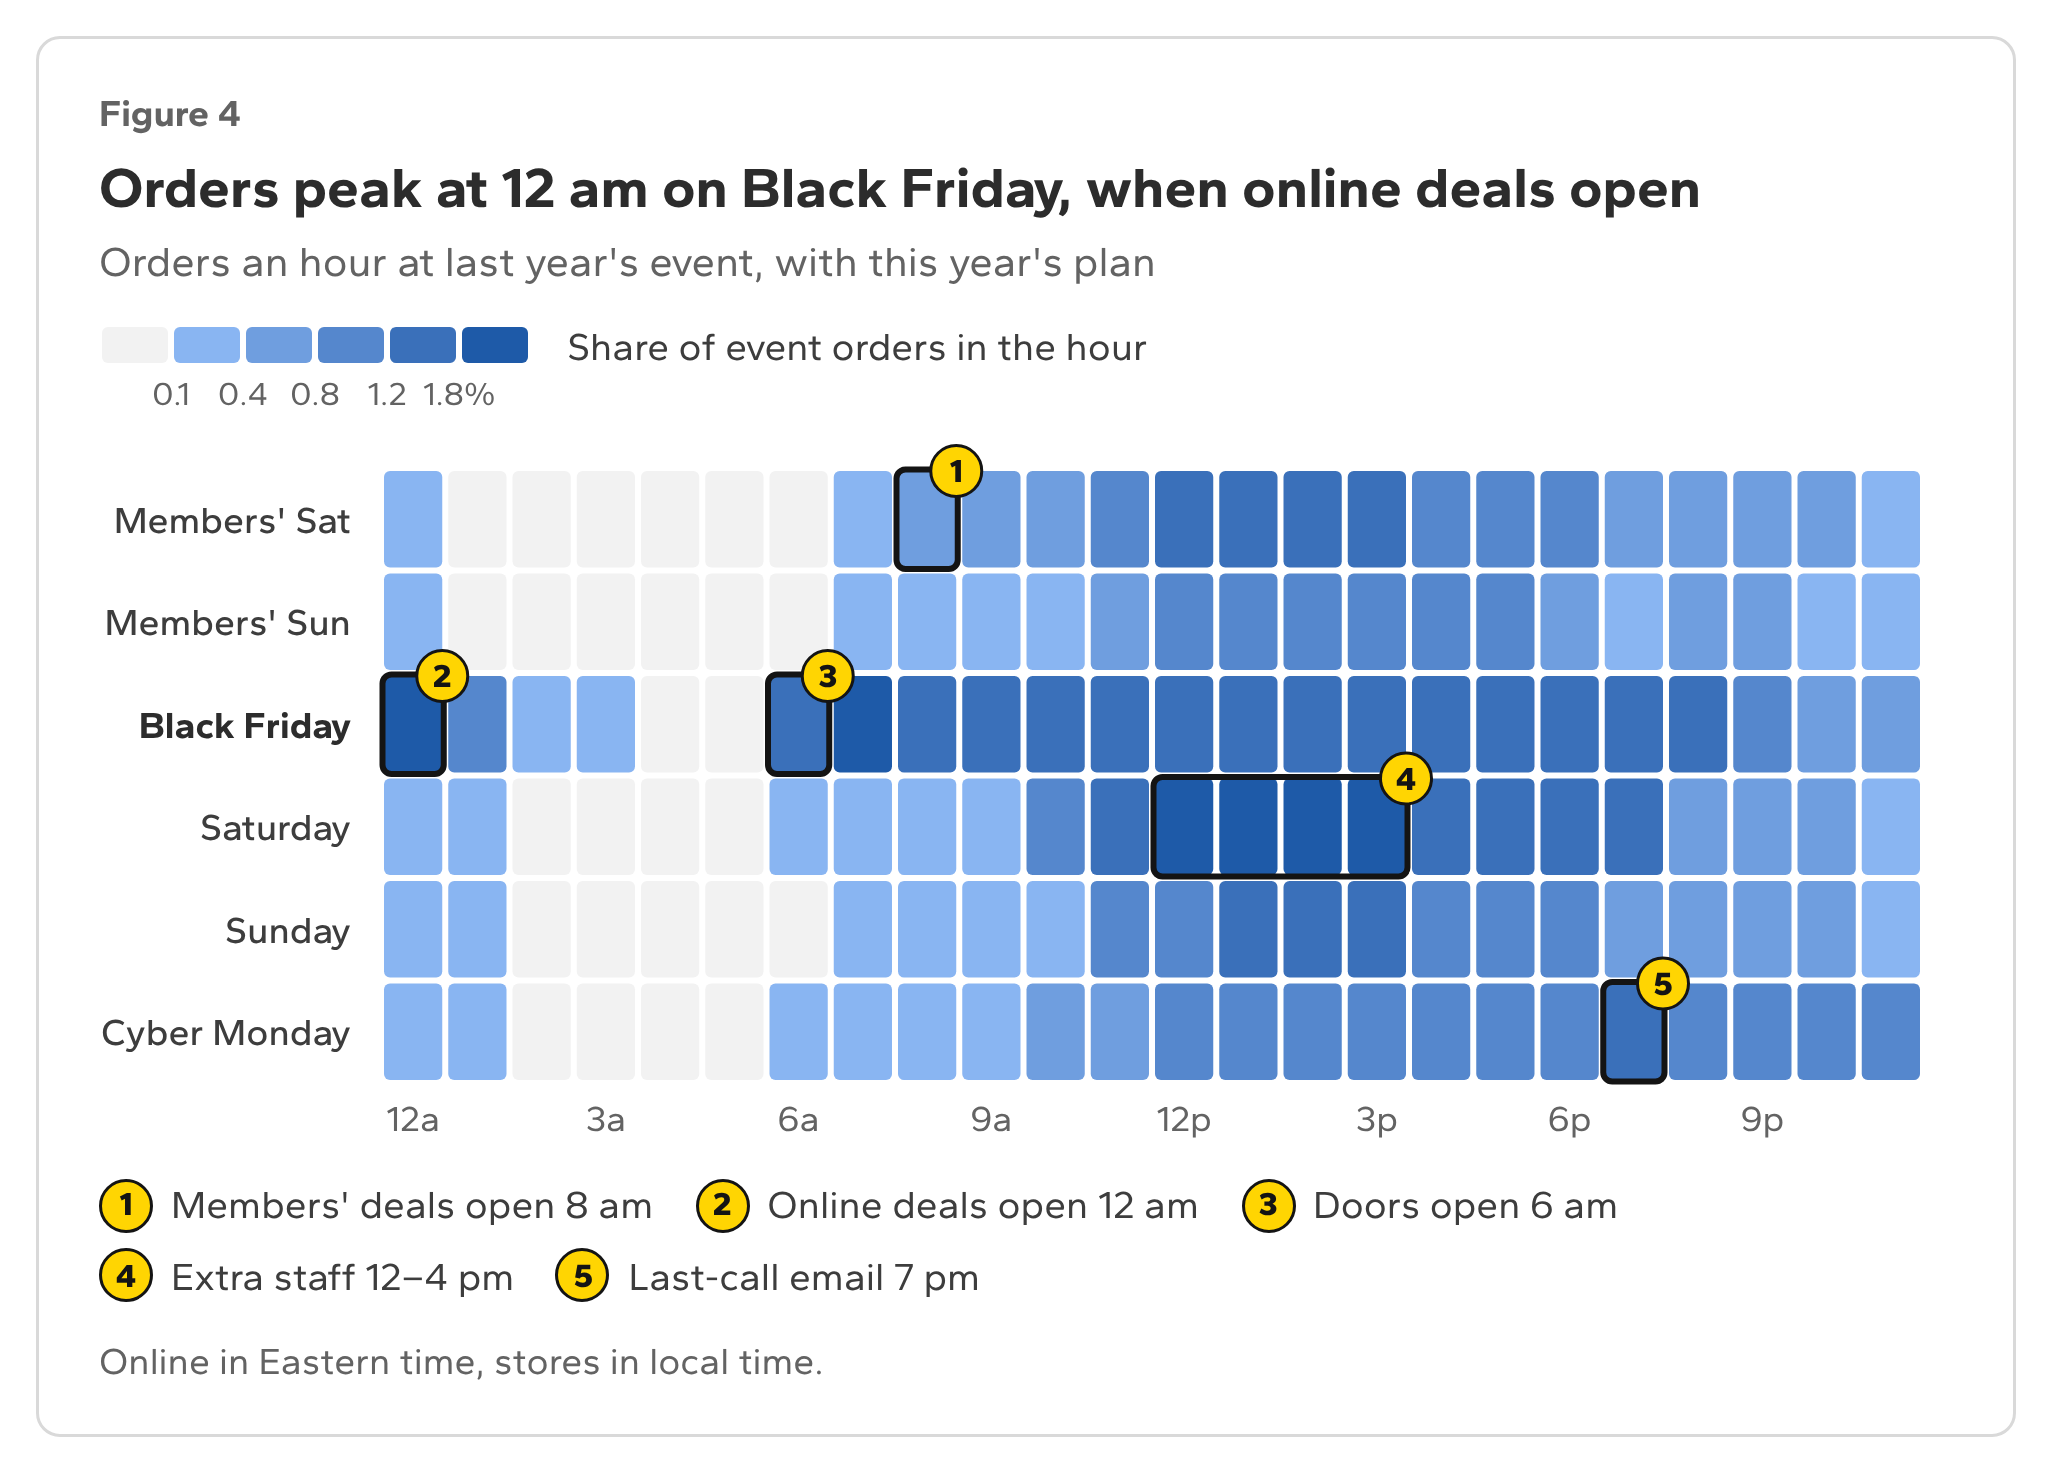 Figure 4
Orders peak at 12 am on Black Friday, when online deals open
Orders an hour at last year's event, with this year's plan
Share of event orders in the hour
0.1 0.4 0.8 1.2 1.8%
1
Members' Sat
Members' Sun
2 3
Black Friday
4
Saturday
Sunday
5
Cyber Monday
12a 3a 6a 9a 12p 3p 6p 9p
1 Members' deals open 8 am 2 Online deals open 12 am 3 Doors open 6 am
4 Extra staff 12–4 pm 5 Last-call email 7 pm
Online in Eastern time, stores in local time.